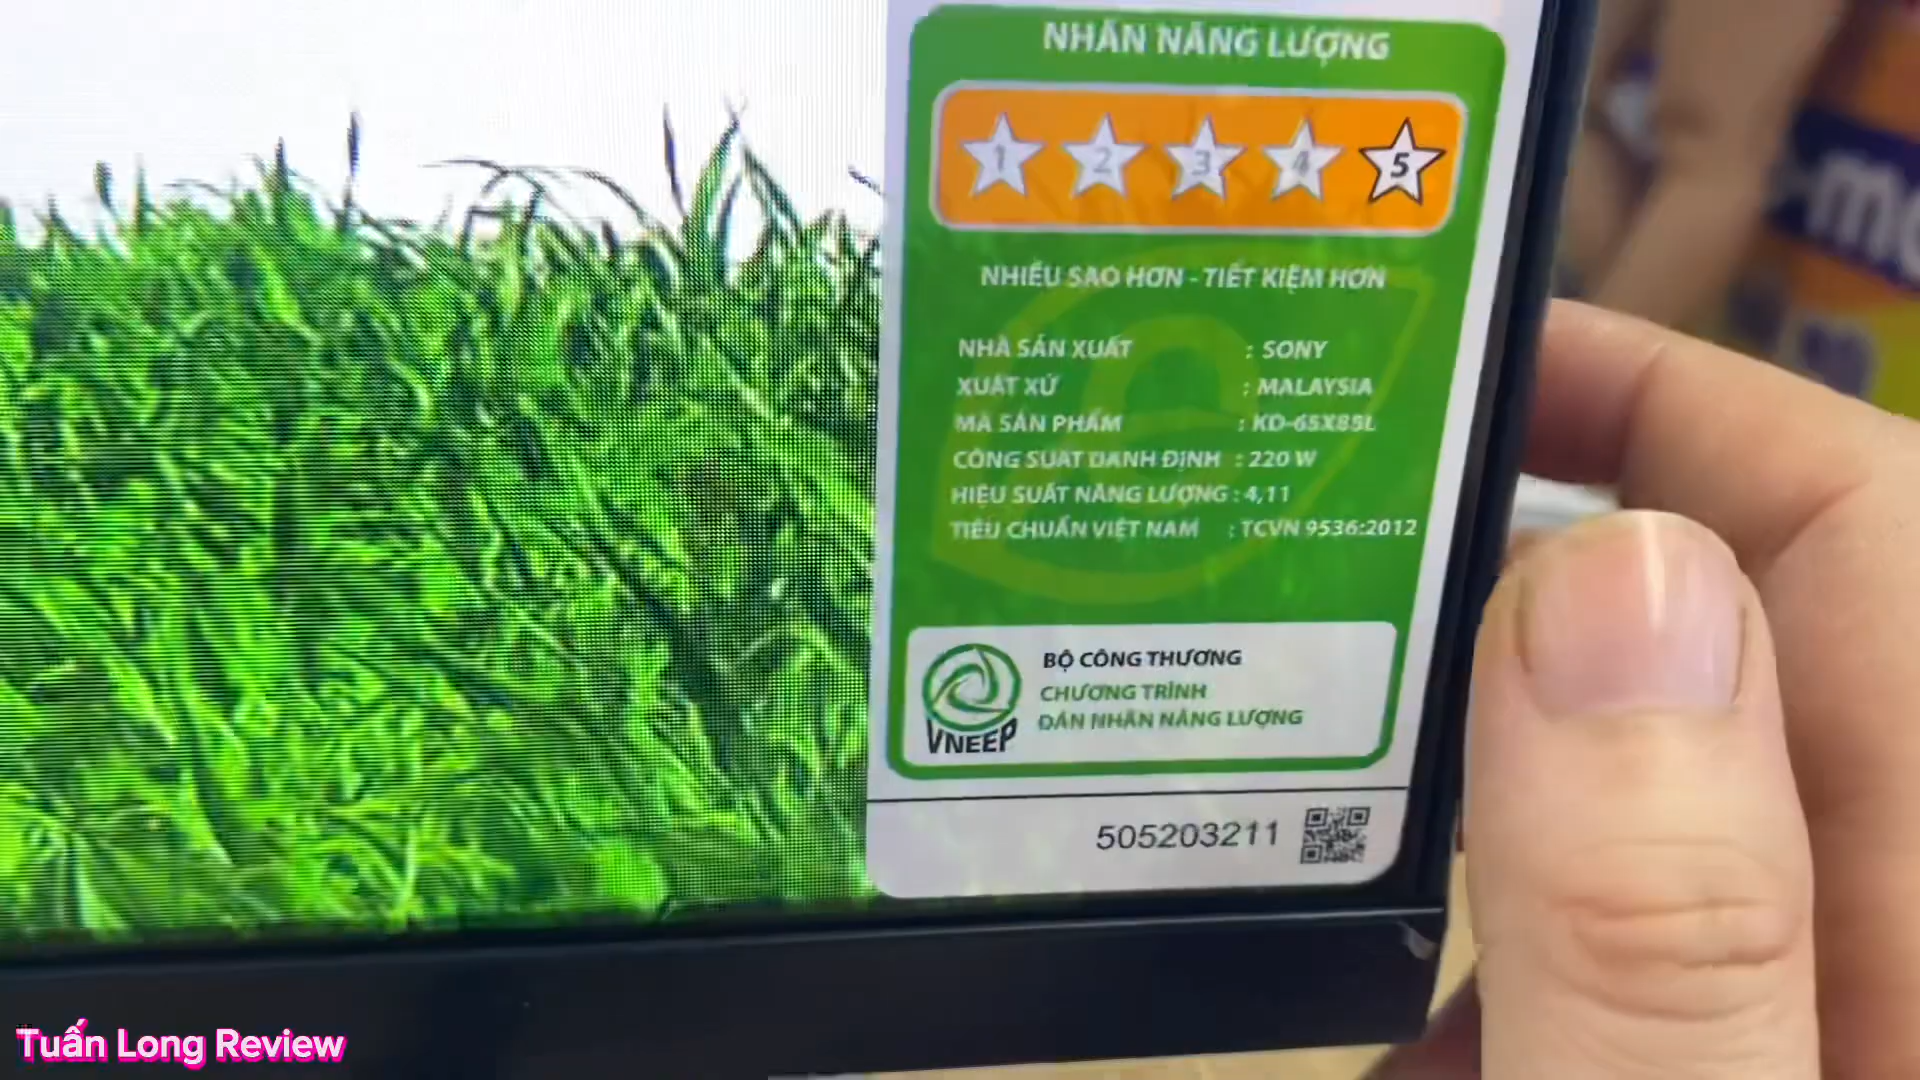 NHÃN NĂNG LƯỢNG
1 2 3 4 5
NHIỀU SAO HƠN - TIẾT KIỆM HƠN
NHÀ SẢN XUẤT : SONY
XUẤT XỨ : MALAYSIA
MÃ SẢN PHẨM : KD-65X85L
CÔNG SUẤT DANH ĐỊNH : 220 W
HIỆU SUẤT NĂNG LƯỢNG : 4,11
TIÊU CHUẨN VIỆT NAM : TCVN 9536:2012
BỘ CÔNG THƯƠNG
CHƯƠNG TRÌNH
DÁN NHÃN NĂNG LƯỢNG
VNEEP
505203211
Tuấn Long Review